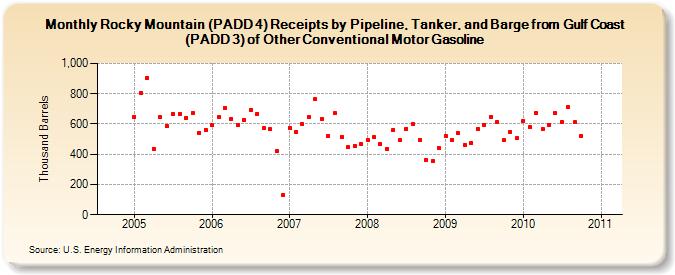 Monthly Rocky Mountain (PADD 4) Receipts by Pipeline, Tanker, and Barge from Gulf Coast
(PADD 3) of Other Conventional Motor Gasoline
Thousand Barrels
1,000
800
600
400
200
0
2005 2006 2007 2008 2009 2010 2011
Source: U.S. Energy Information Administration